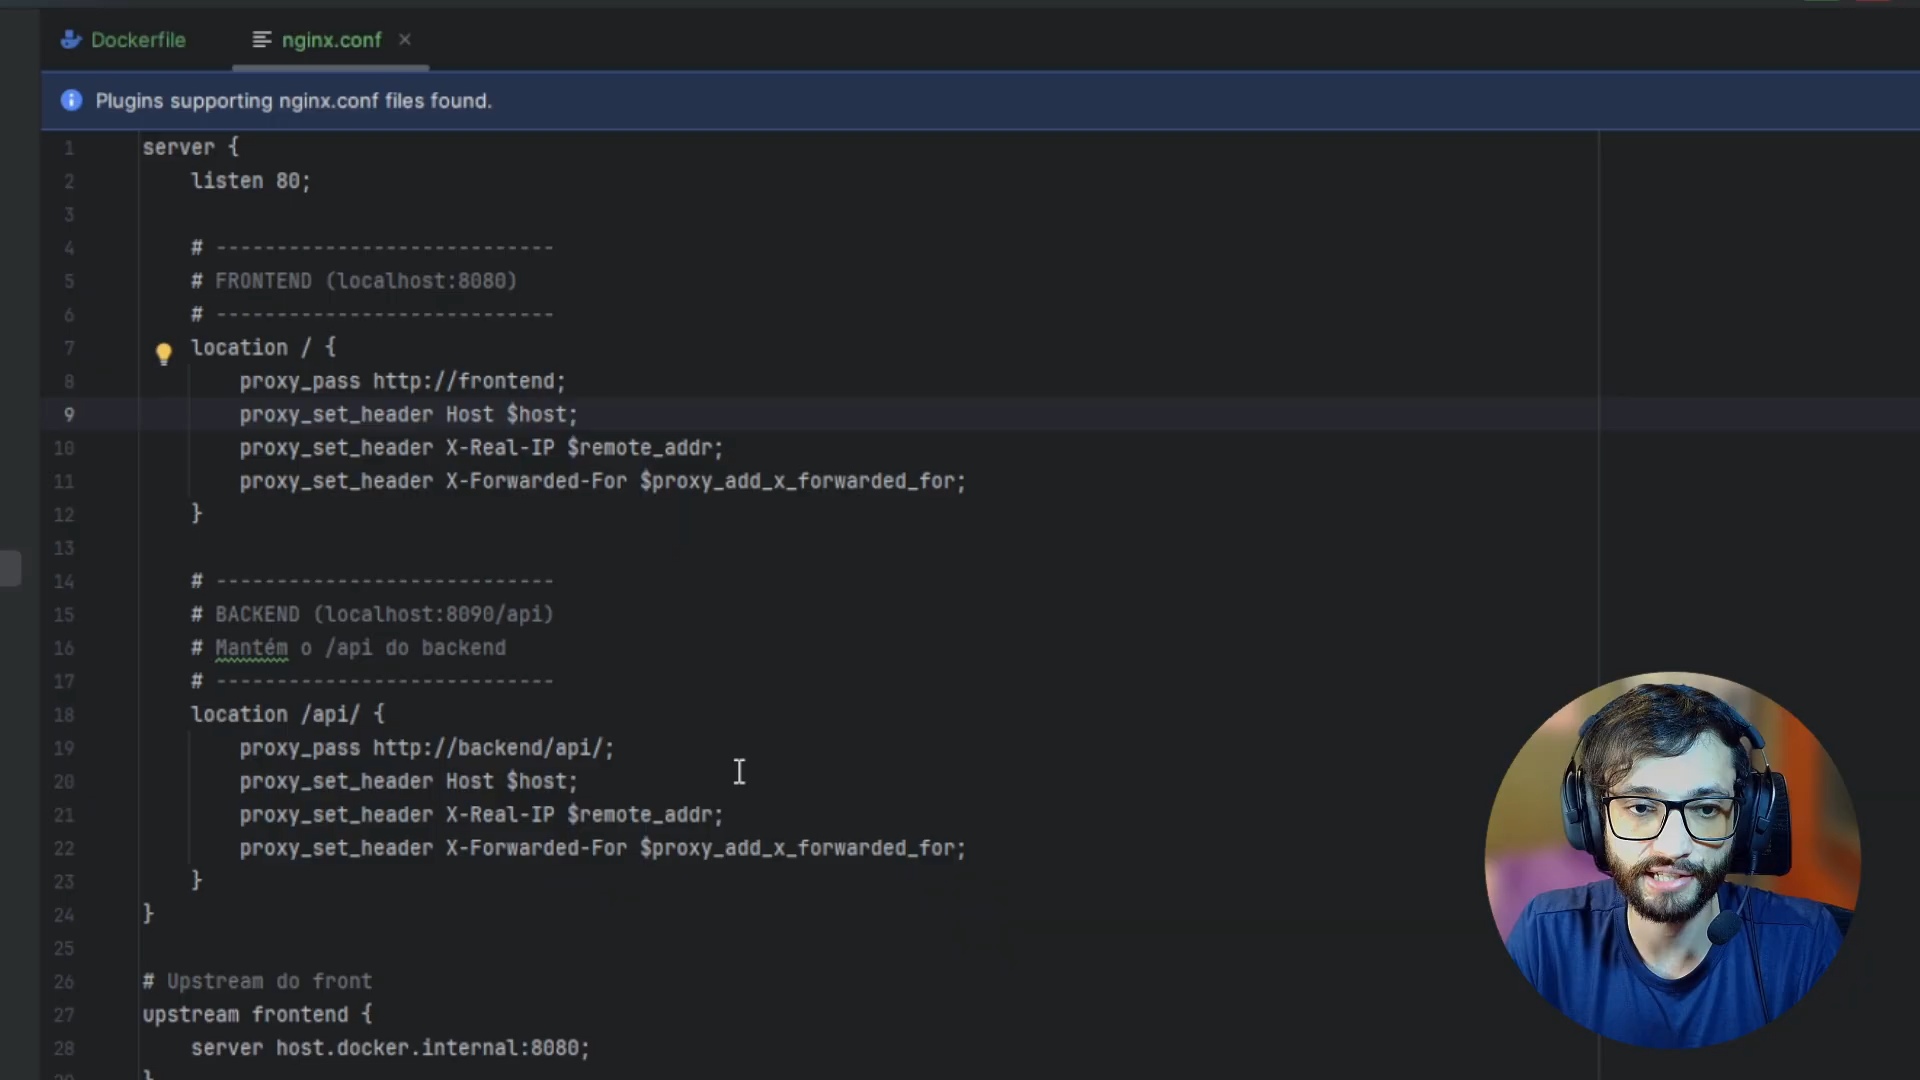 Dockerfile
nginx.conf
Plugins supporting nginx.conf files found.
1 server {
2 listen 80;
3
4 # ----------------------------
5 # FRONTEND (localhost:8080)
6 # ----------------------------
7 location / {
8 proxy_pass http://frontend;
9 proxy_set_header Host $host;
10 proxy_set_header X-Real-IP $remote_addr;
11 proxy_set_header X-Forwarded-For $proxy_add_x_forwarded_for;
12 }
13
14 # ----------------------------
15 # BACKEND (localhost:8090/api)
16 # Mantém o /api do backend
17 # ----------------------------
18 location /api/ {
19 proxy_pass http://backend/api/;
20 proxy_set_header Host $host;
21 proxy_set_header X-Real-IP $remote_addr;
22 proxy_set_header X-Forwarded-For $proxy_add_x_forwarded_for;
23 }
24 }
25
26 # Upstream do front
27 upstream frontend {
28 server host.docker.internal:8080;